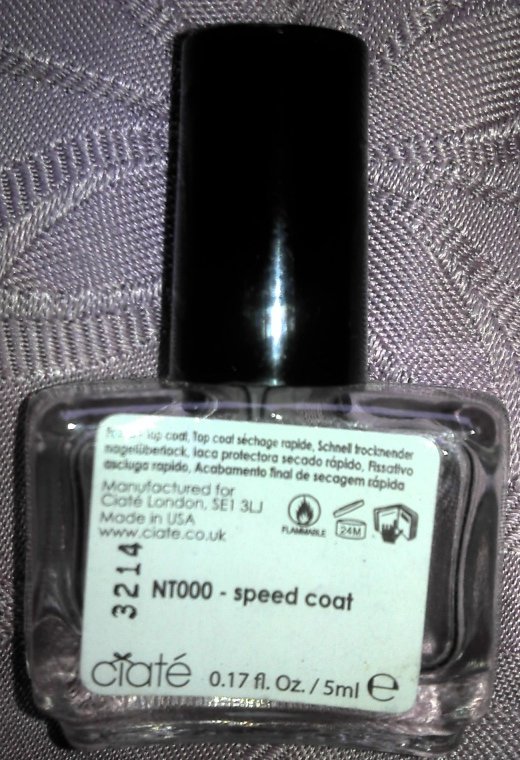 top coat, Top coat séchage rapide, Schnell trocknender
nagelüberlack, laca protectora secado rápido, Fissativo
asciuga rapido, Acabamento final de secagem rápida
Manufactured for
Ciaté London, SE1 3LJ
Made in USA
www.ciate.co.uk
FLAMMABLE
24M
3214
NT000 - speed coat
ciaté
0.17 fl. Oz. / 5ml e